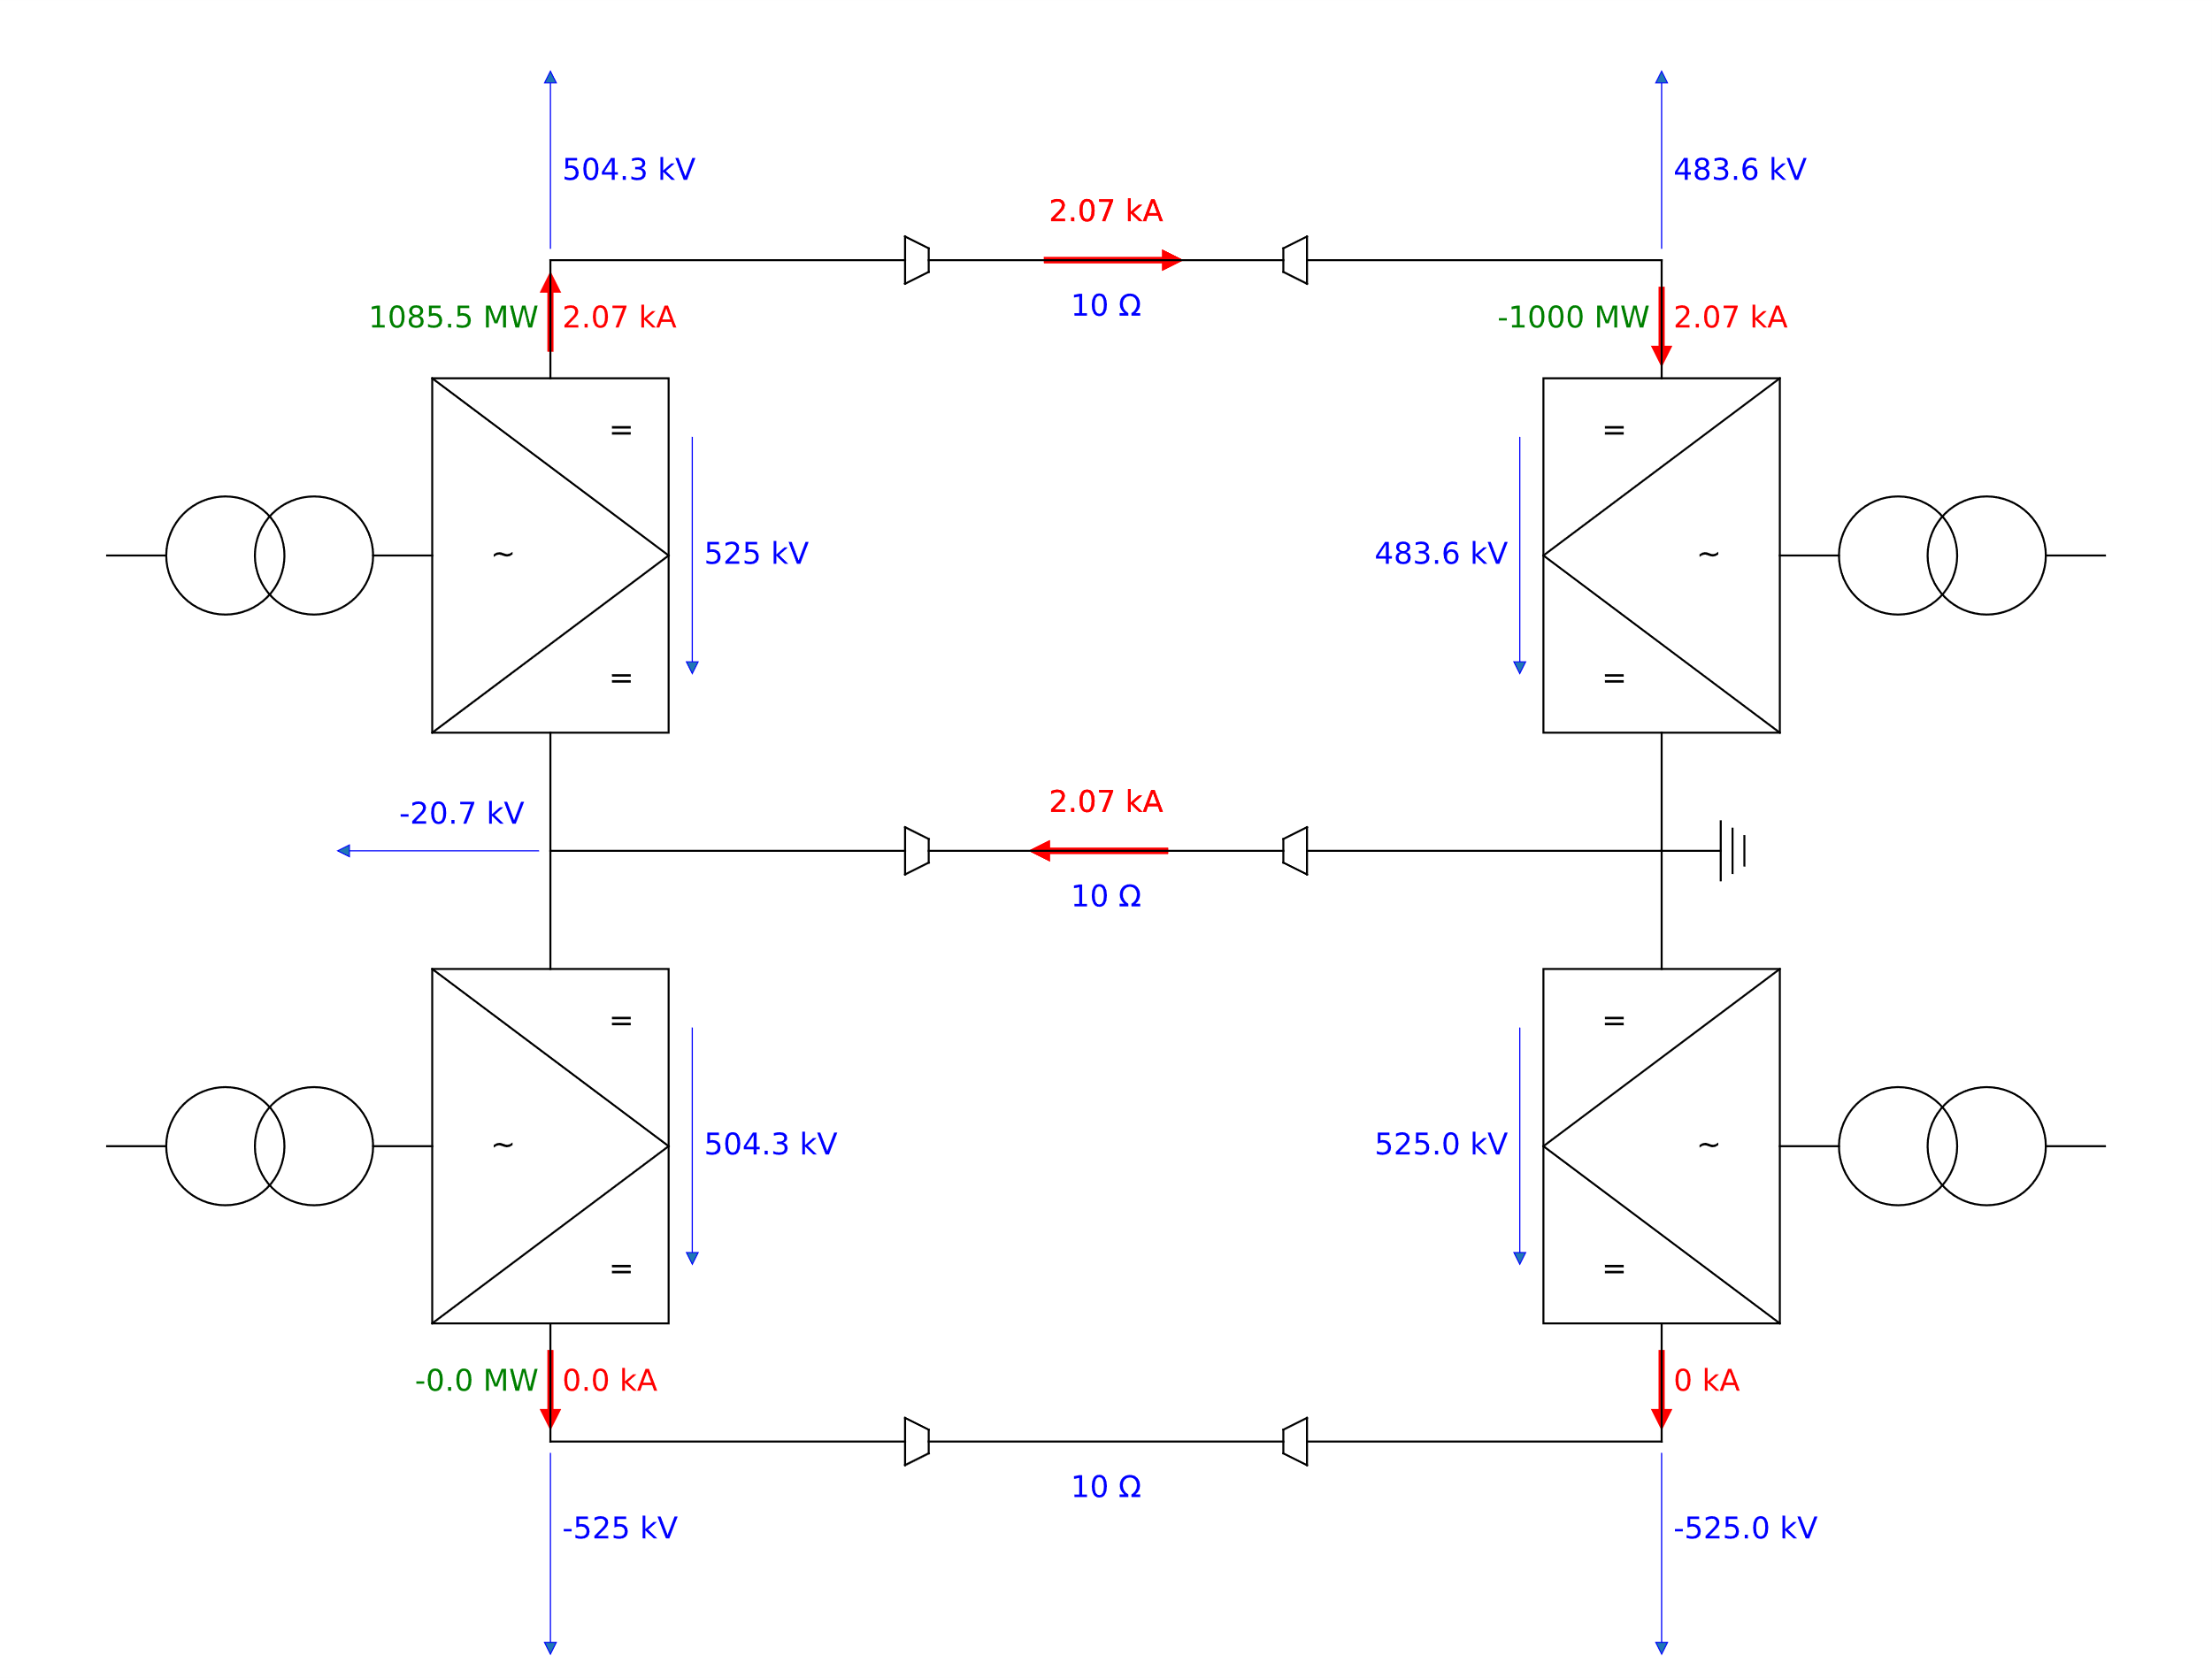 504.3 kV
483.6 kV
2.07 kA
1085.5 MW
2.07 kA
10 Ω
-1000 MW
2.07 kA
=
=
~
525 kV
483.6 kV
~
=
=
-20.7 kV
2.07 kA
10 Ω
=
=
~
504.3 kV
525.0 kV
~
=
=
-0.0 MW
0.0 kA
0 kA
10 Ω
-525 kV
-525.0 kV